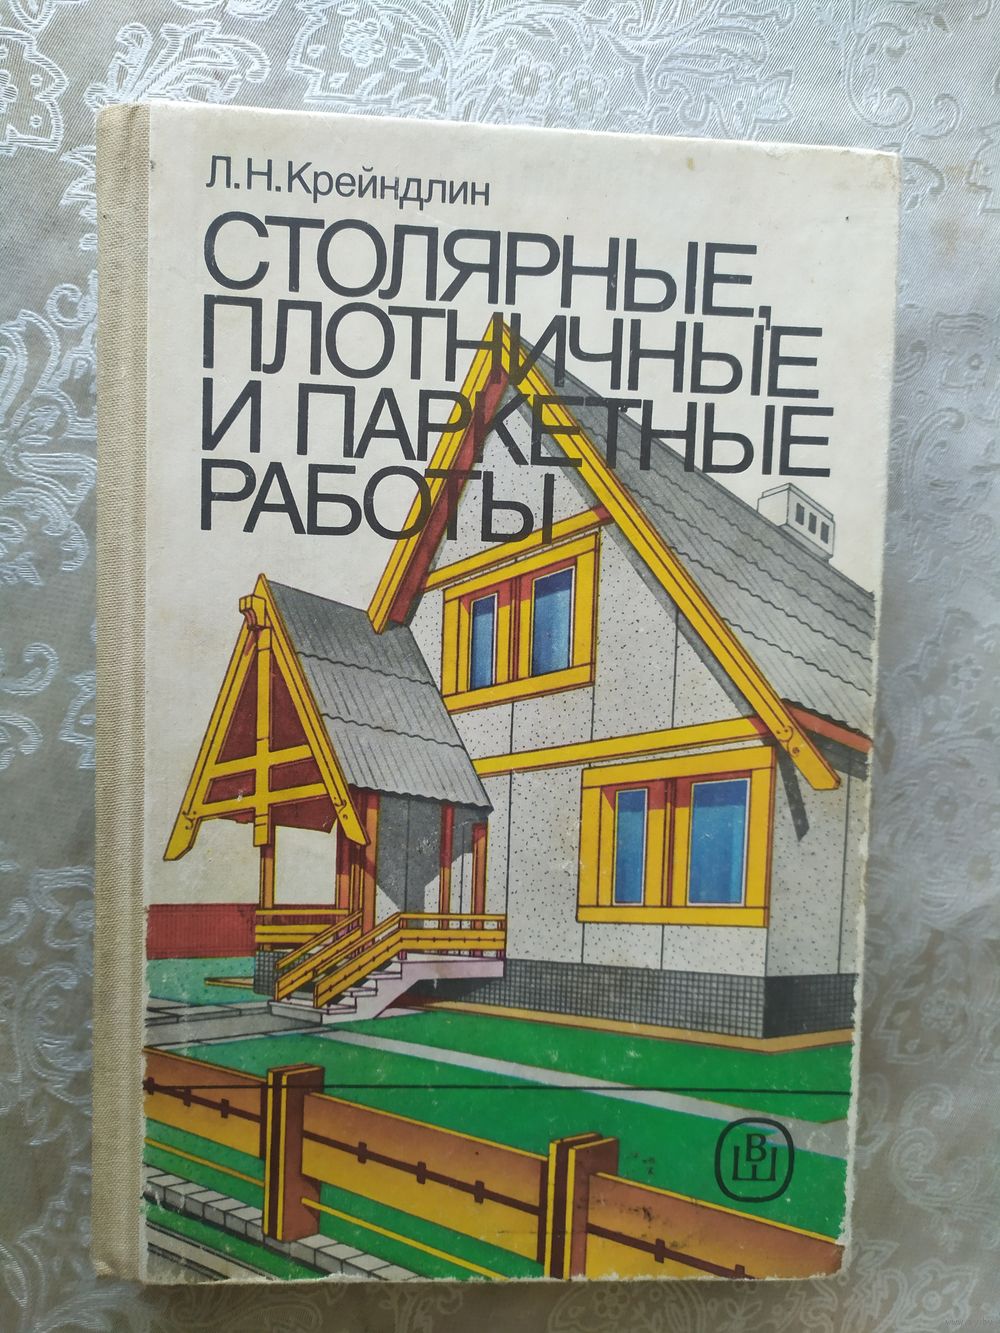 Л.Н.Крейндлин
СТОЛЯРНЫЕ,
ПЛОТНИЧНЫЕ
И ПАРКЕТНЫЕ
РАБОТЫ
ВШ